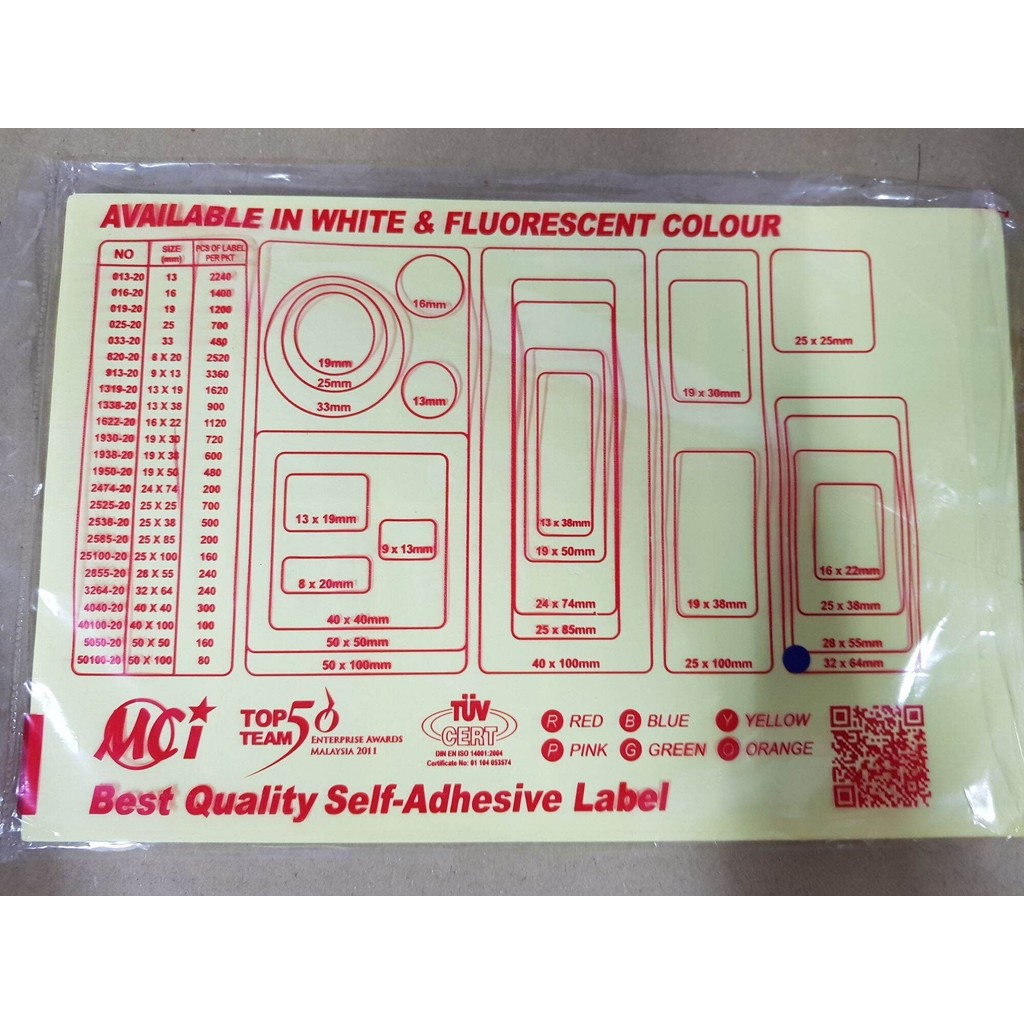 AVAILABLE IN WHITE & FLUORESCENT COLOUR
NO SIZE (mm) PCS OF LABEL PER PKT
013-20 13 2240
016-20 16 1400
019-20 19 1200
025-20 25 700
033-20 33 480
820-20 8 X 20 2520
913-20 9 X 13 3360
1319-20 13 X 19 1620
1338-20 13 X 38 900
1622-20 16 X 22 1120
1930-20 19 X 30 720
1938-20 19 X 38 600
1950-20 19 X 50 480
2474-20 24 X 74 200
2525-20 25 X 25 700
2538-20 25 X 38 500
2585-20 25 X 85 200
25100-20 25 X 100 160
2855-20 28 X 55 240
3264-20 32 X 64 240
4040-20 40 X 40 300
40100-20 40 X 100 100
5050-20 50 X 50 160
50100-20 50 X 100 80
16mm
19mm
25mm
33mm
13mm
13 x 19mm
9 x 13mm
8 x 20mm
40 x 40mm
50 x 50mm
50 x 100mm
13 x 38mm
19 x 50mm
24 x 74mm
25 x 85mm
40 x 100mm
19 x 30mm
19 x 38mm
25 x 100mm
25 x 25mm
16 x 22mm
25 x 38mm
28 x 55mm
32 x 64mm
MCi
TOP 50
TEAM ENTERPRISE AWARDS
MALAYSIA 2011
TÜV
CERT
DIN EN ISO 14001:2004
Certificate No: 01 104 053574
R RED B BLUE Y YELLOW
P PINK G GREEN O ORANGE
Best Quality Self-Adhesive Label